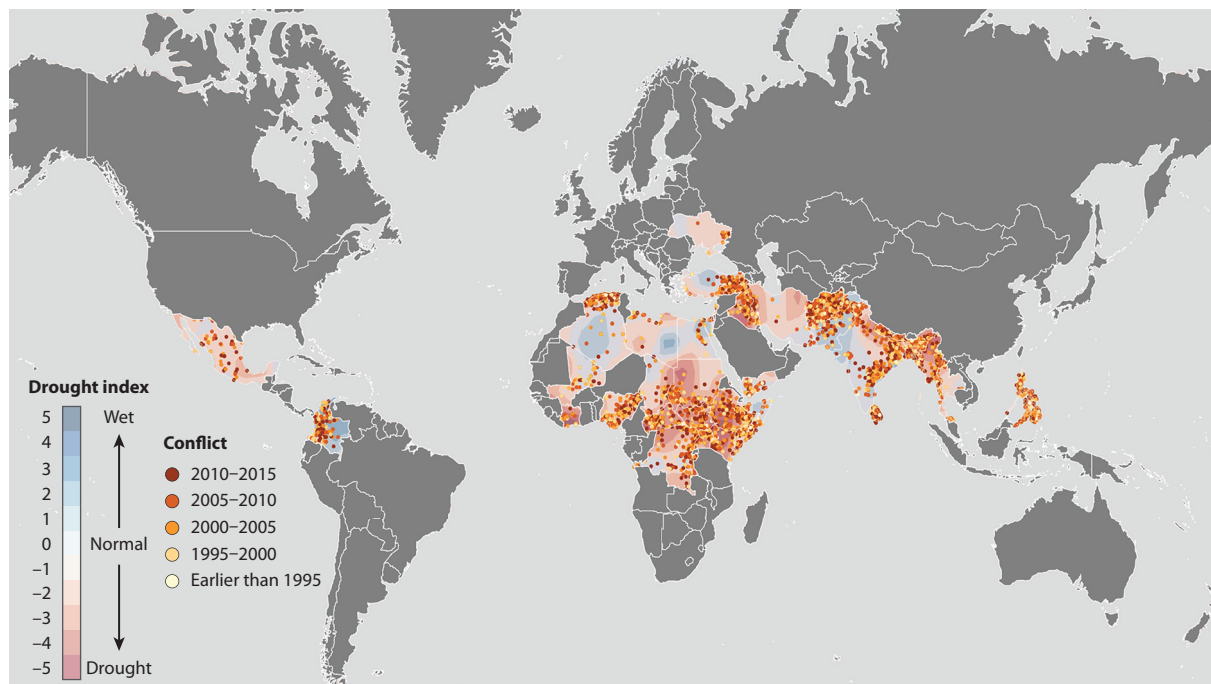 Drought index
5
4
3
2
1
0
–1
–2
–3
–4
–5
Wet
Normal
Drought
Conflict
2010–2015
2005–2010
2000–2005
1995–2000
Earlier than 1995